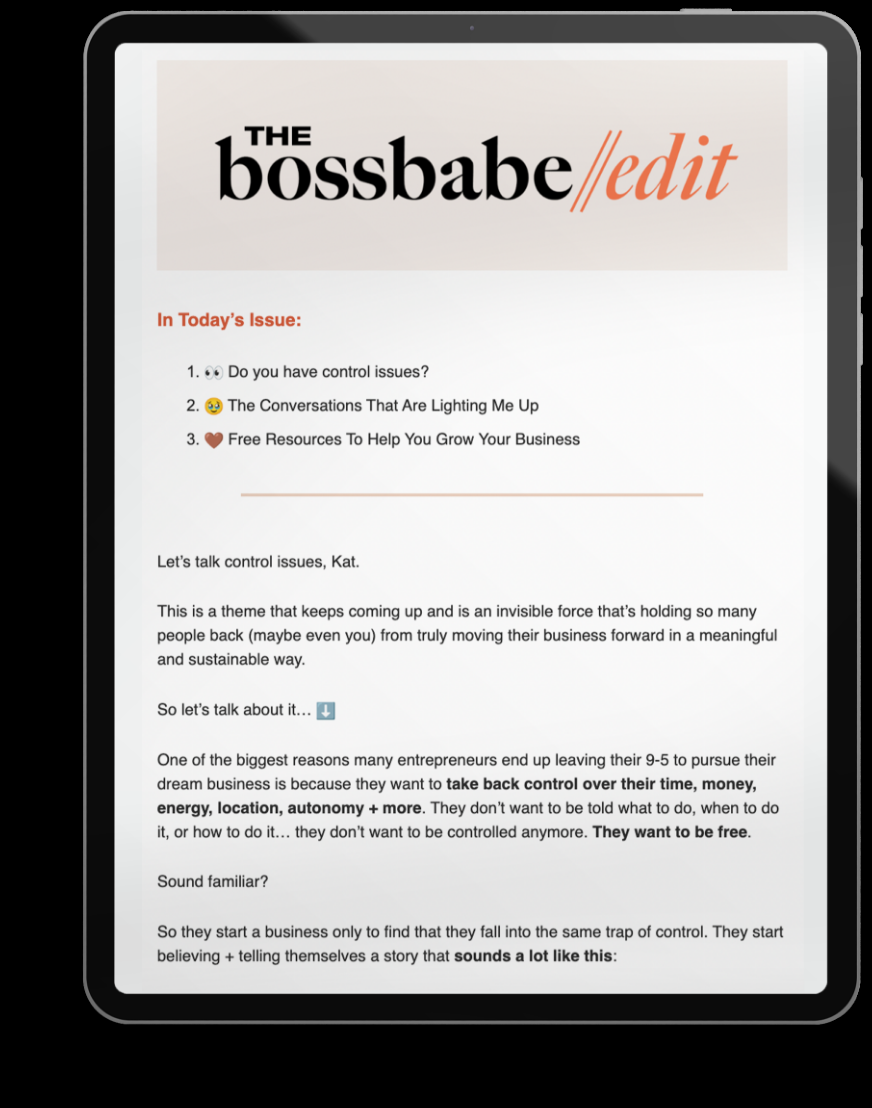 THE
bossbabe//edit
In Today's Issue:
1. 👀 Do you have control issues?
2. 🥹 The Conversations That Are Lighting Me Up
3. 🤎 Free Resources To Help You Grow Your Business
Let's talk control issues, Kat.
This is a theme that keeps coming up and is an invisible force that's holding so many
people back (maybe even you) from truly moving their business forward in a meaningful
and sustainable way.
So let's talk about it… ⬇️
One of the biggest reasons many entrepreneurs end up leaving their 9-5 to pursue their
dream business is because they want to take back control over their time, money,
energy, location, autonomy + more. They don't want to be told what to do, when to do
it, or how to do it… they don't want to be controlled anymore. They want to be free.
Sound familiar?
So they start a business only to find that they fall into the same trap of control. They start
believing + telling themselves a story that sounds a lot like this: